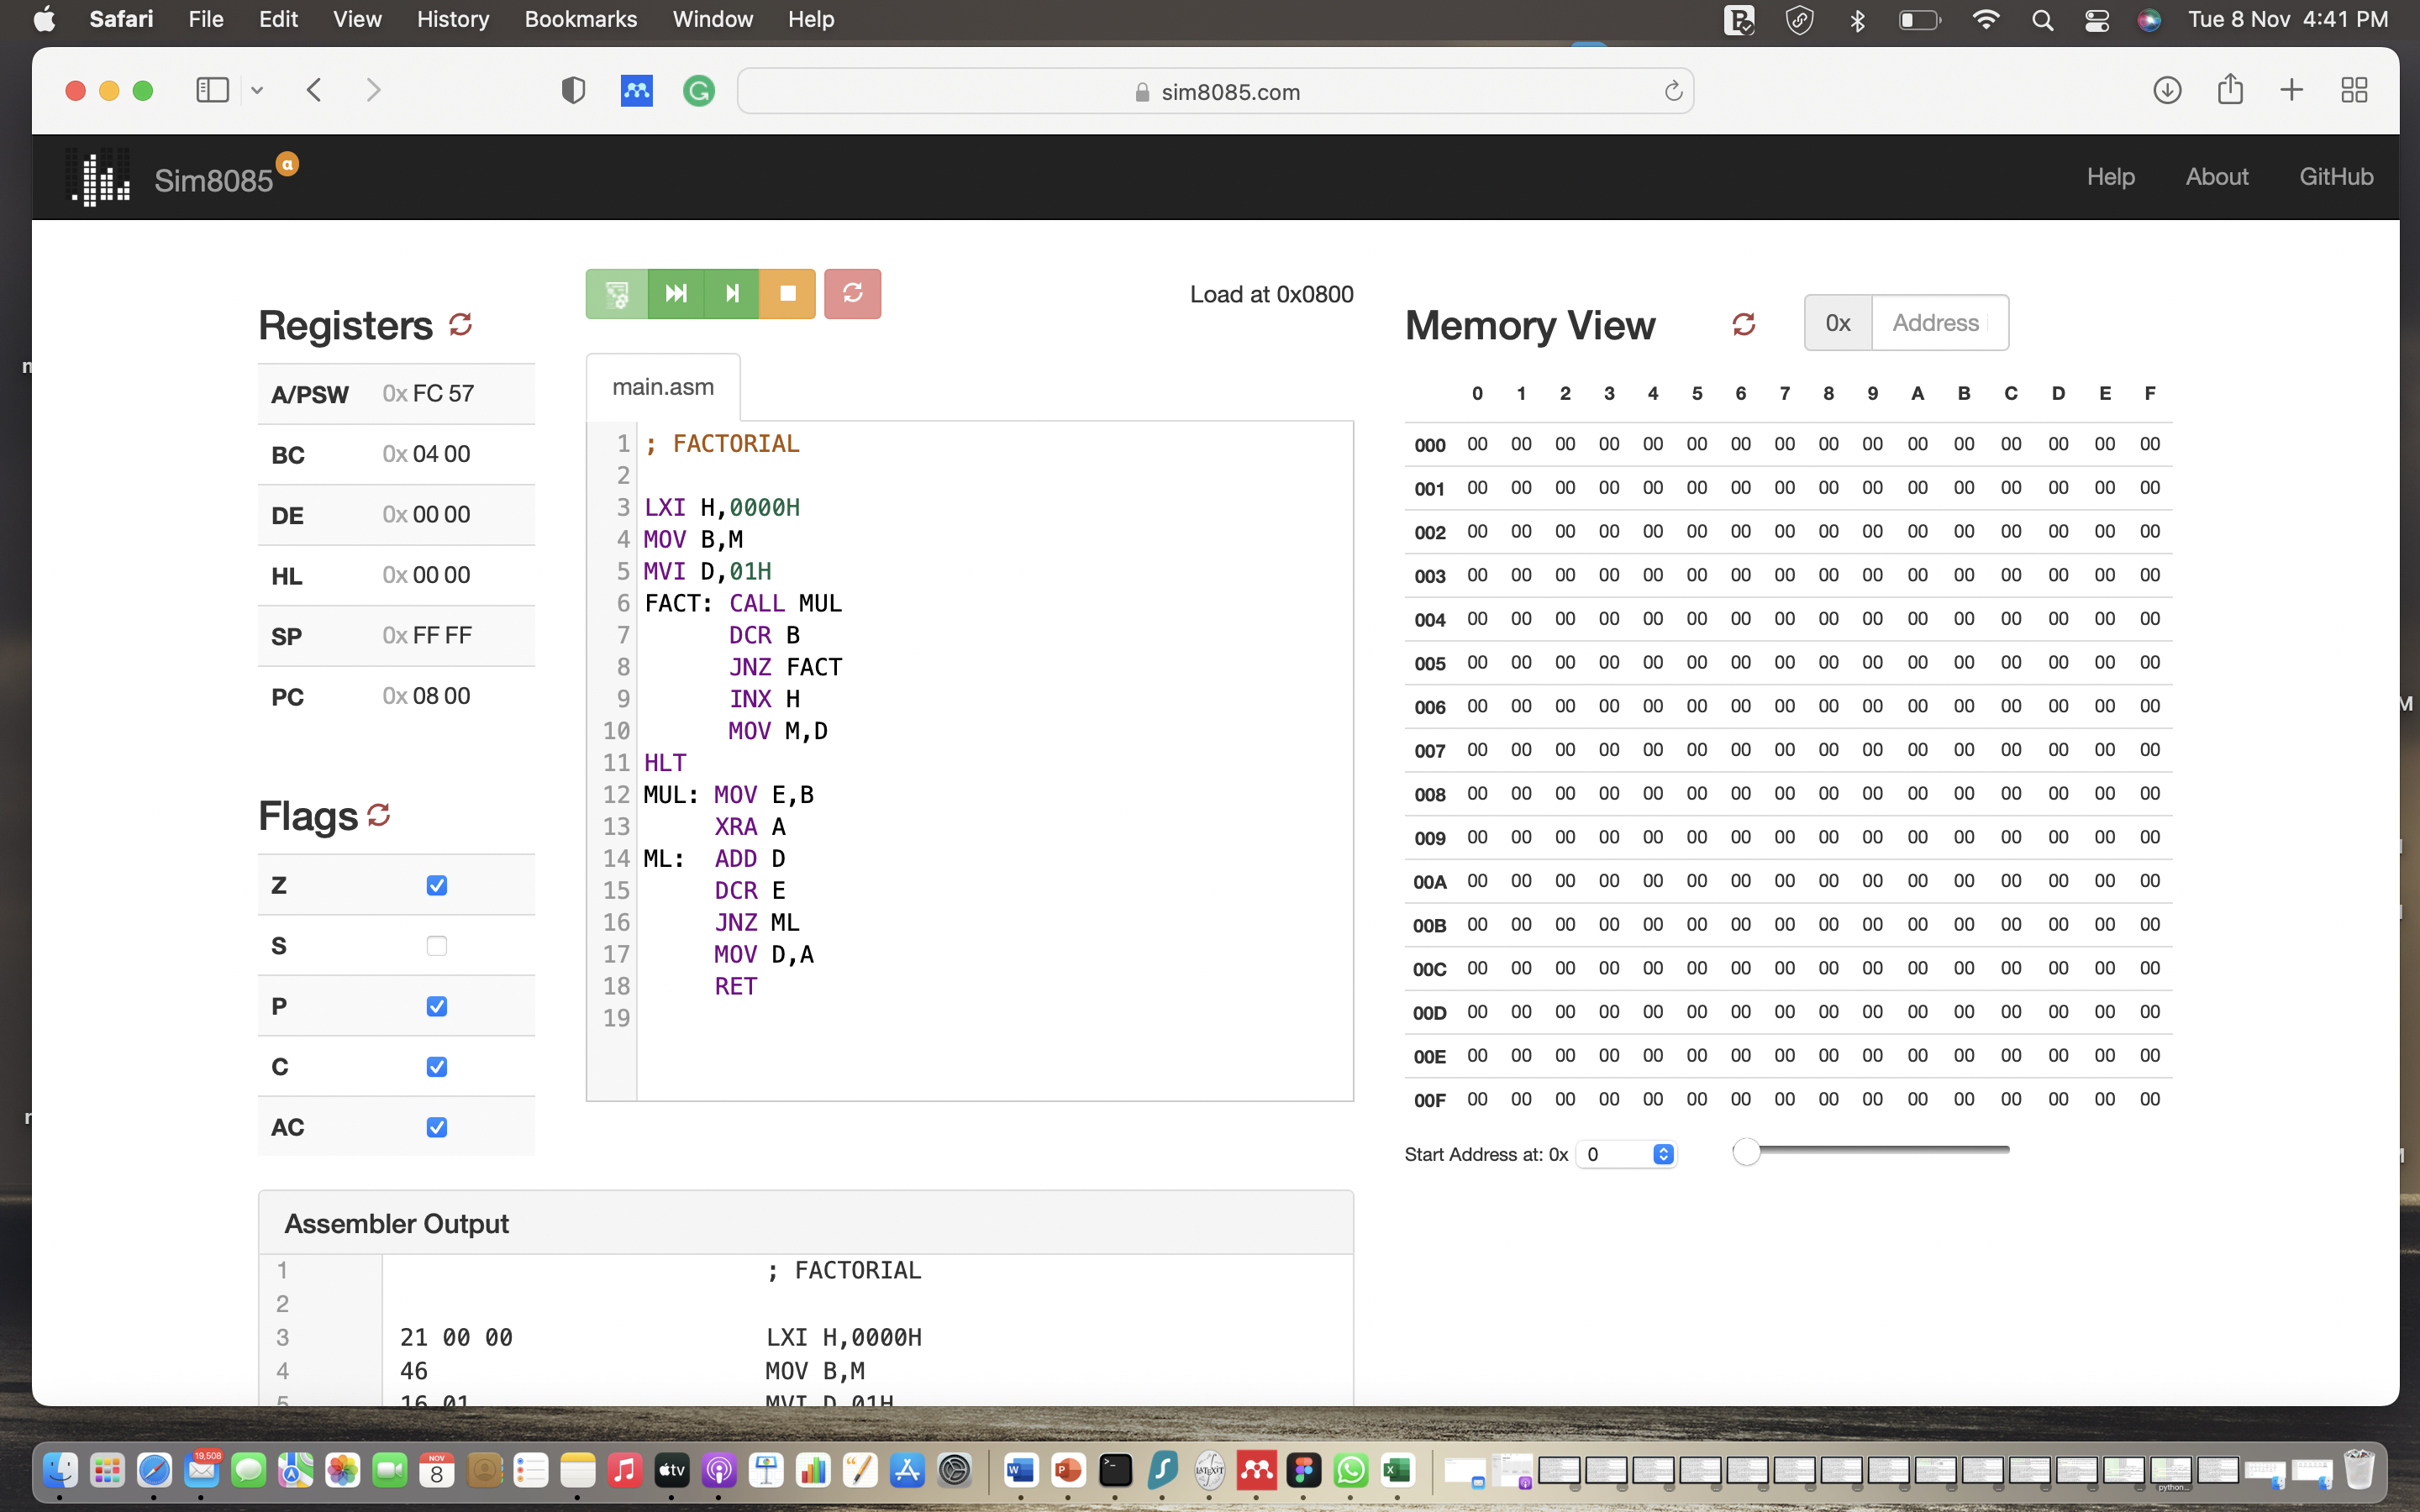 Safari File Edit View History Bookmarks Window Help Tue 8 Nov 4:41 PM
sim8085.com
Sim8085 α Help About GitHub
Load at 0x0800
Registers
A/PSW 0x FC 57
BC 0x 04 00
DE 0x 00 00
HL 0x 00 00
SP 0x FF FF
PC 0x 08 00
Flags
Z
S
P
C
AC
main.asm
1 ; FACTORIAL
2
3 LXI H,0000H
4 MOV B,M
5 MVI D,01H
6 FACT: CALL MUL
7 DCR B
8 JNZ FACT
9 INX H
10 MOV M,D
11 HLT
12 MUL: MOV E,B
13 XRA A
14 ML: ADD D
15 DCR E
16 JNZ ML
17 MOV D,A
18 RET
19
Memory View 0x Address
0 1 2 3 4 5 6 7 8 9 A B C D E F
000 00 00 00 00 00 00 00 00 00 00 00 00 00 00 00 00
001 00 00 00 00 00 00 00 00 00 00 00 00 00 00 00 00
002 00 00 00 00 00 00 00 00 00 00 00 00 00 00 00 00
003 00 00 00 00 00 00 00 00 00 00 00 00 00 00 00 00
004 00 00 00 00 00 00 00 00 00 00 00 00 00 00 00 00
005 00 00 00 00 00 00 00 00 00 00 00 00 00 00 00 00
006 00 00 00 00 00 00 00 00 00 00 00 00 00 00 00 00
007 00 00 00 00 00 00 00 00 00 00 00 00 00 00 00 00
008 00 00 00 00 00 00 00 00 00 00 00 00 00 00 00 00
009 00 00 00 00 00 00 00 00 00 00 00 00 00 00 00 00
00A 00 00 00 00 00 00 00 00 00 00 00 00 00 00 00 00
00B 00 00 00 00 00 00 00 00 00 00 00 00 00 00 00 00
00C 00 00 00 00 00 00 00 00 00 00 00 00 00 00 00 00
00D 00 00 00 00 00 00 00 00 00 00 00 00 00 00 00 00
00E 00 00 00 00 00 00 00 00 00 00 00 00 00 00 00 00
00F 00 00 00 00 00 00 00 00 00 00 00 00 00 00 00 00
Start Address at: 0x 0
Assembler Output
1 ; FACTORIAL
2
3 21 00 00 LXI H,0000H
4 46 MOV B,M
5 16 01 MVI D,01H
19,508
NOV
8
tv
python...